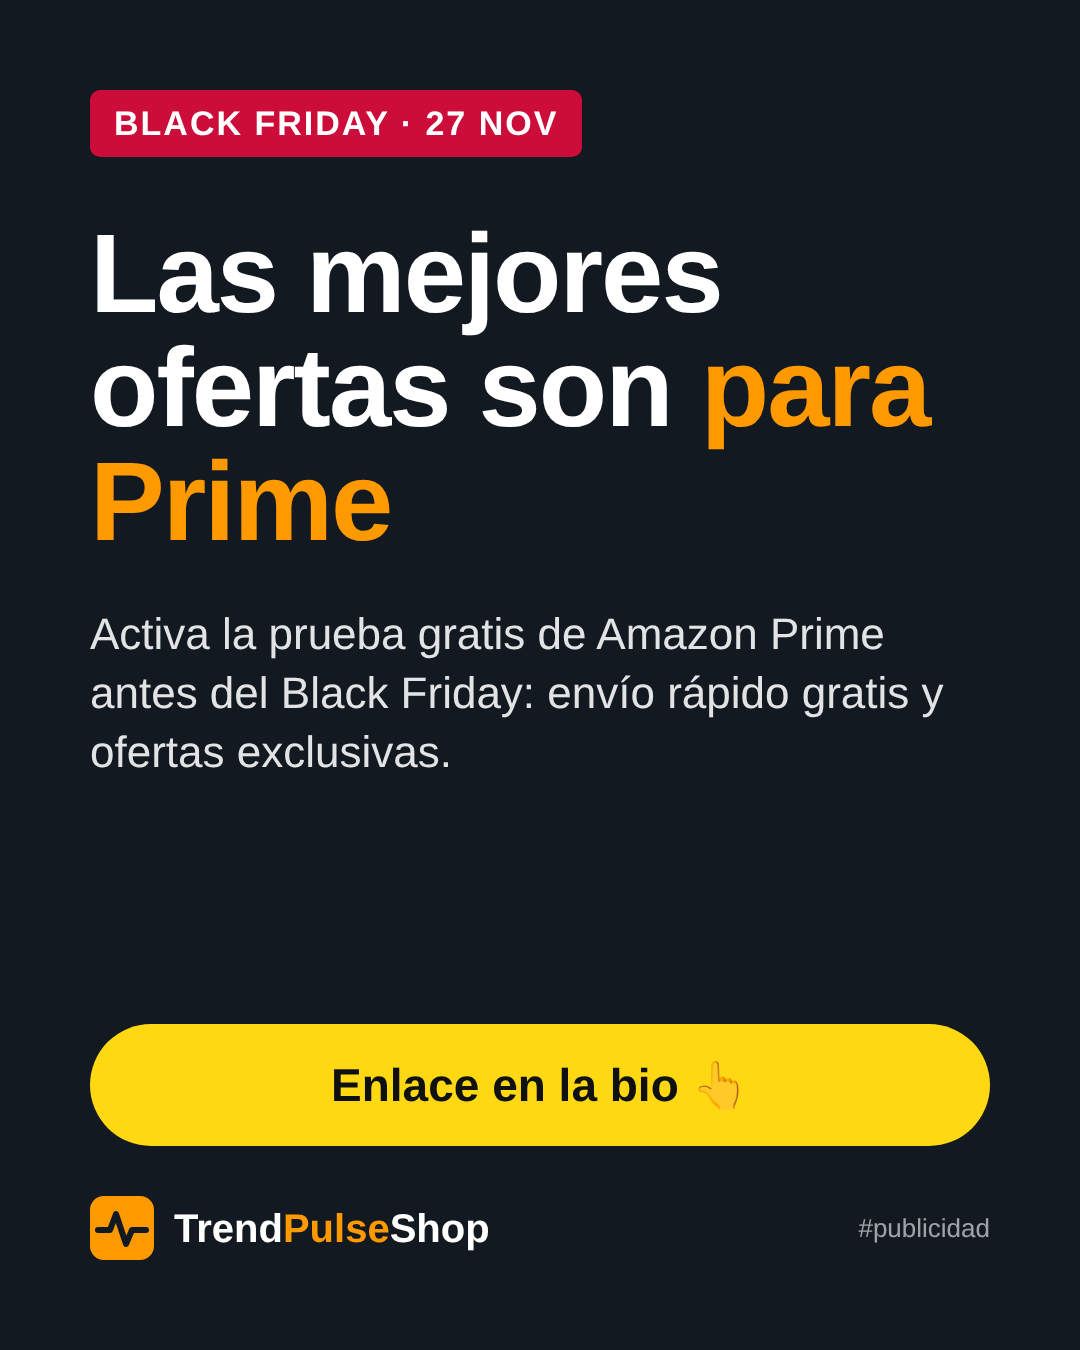 BLACK FRIDAY · 27 NOV
Las mejores
ofertas son para
Prime
Activa la prueba gratis de Amazon Prime
antes del Black Friday: envío rápido gratis y
ofertas exclusivas.
Enlace en la bio 👆
TrendPulseShop
#publicidad